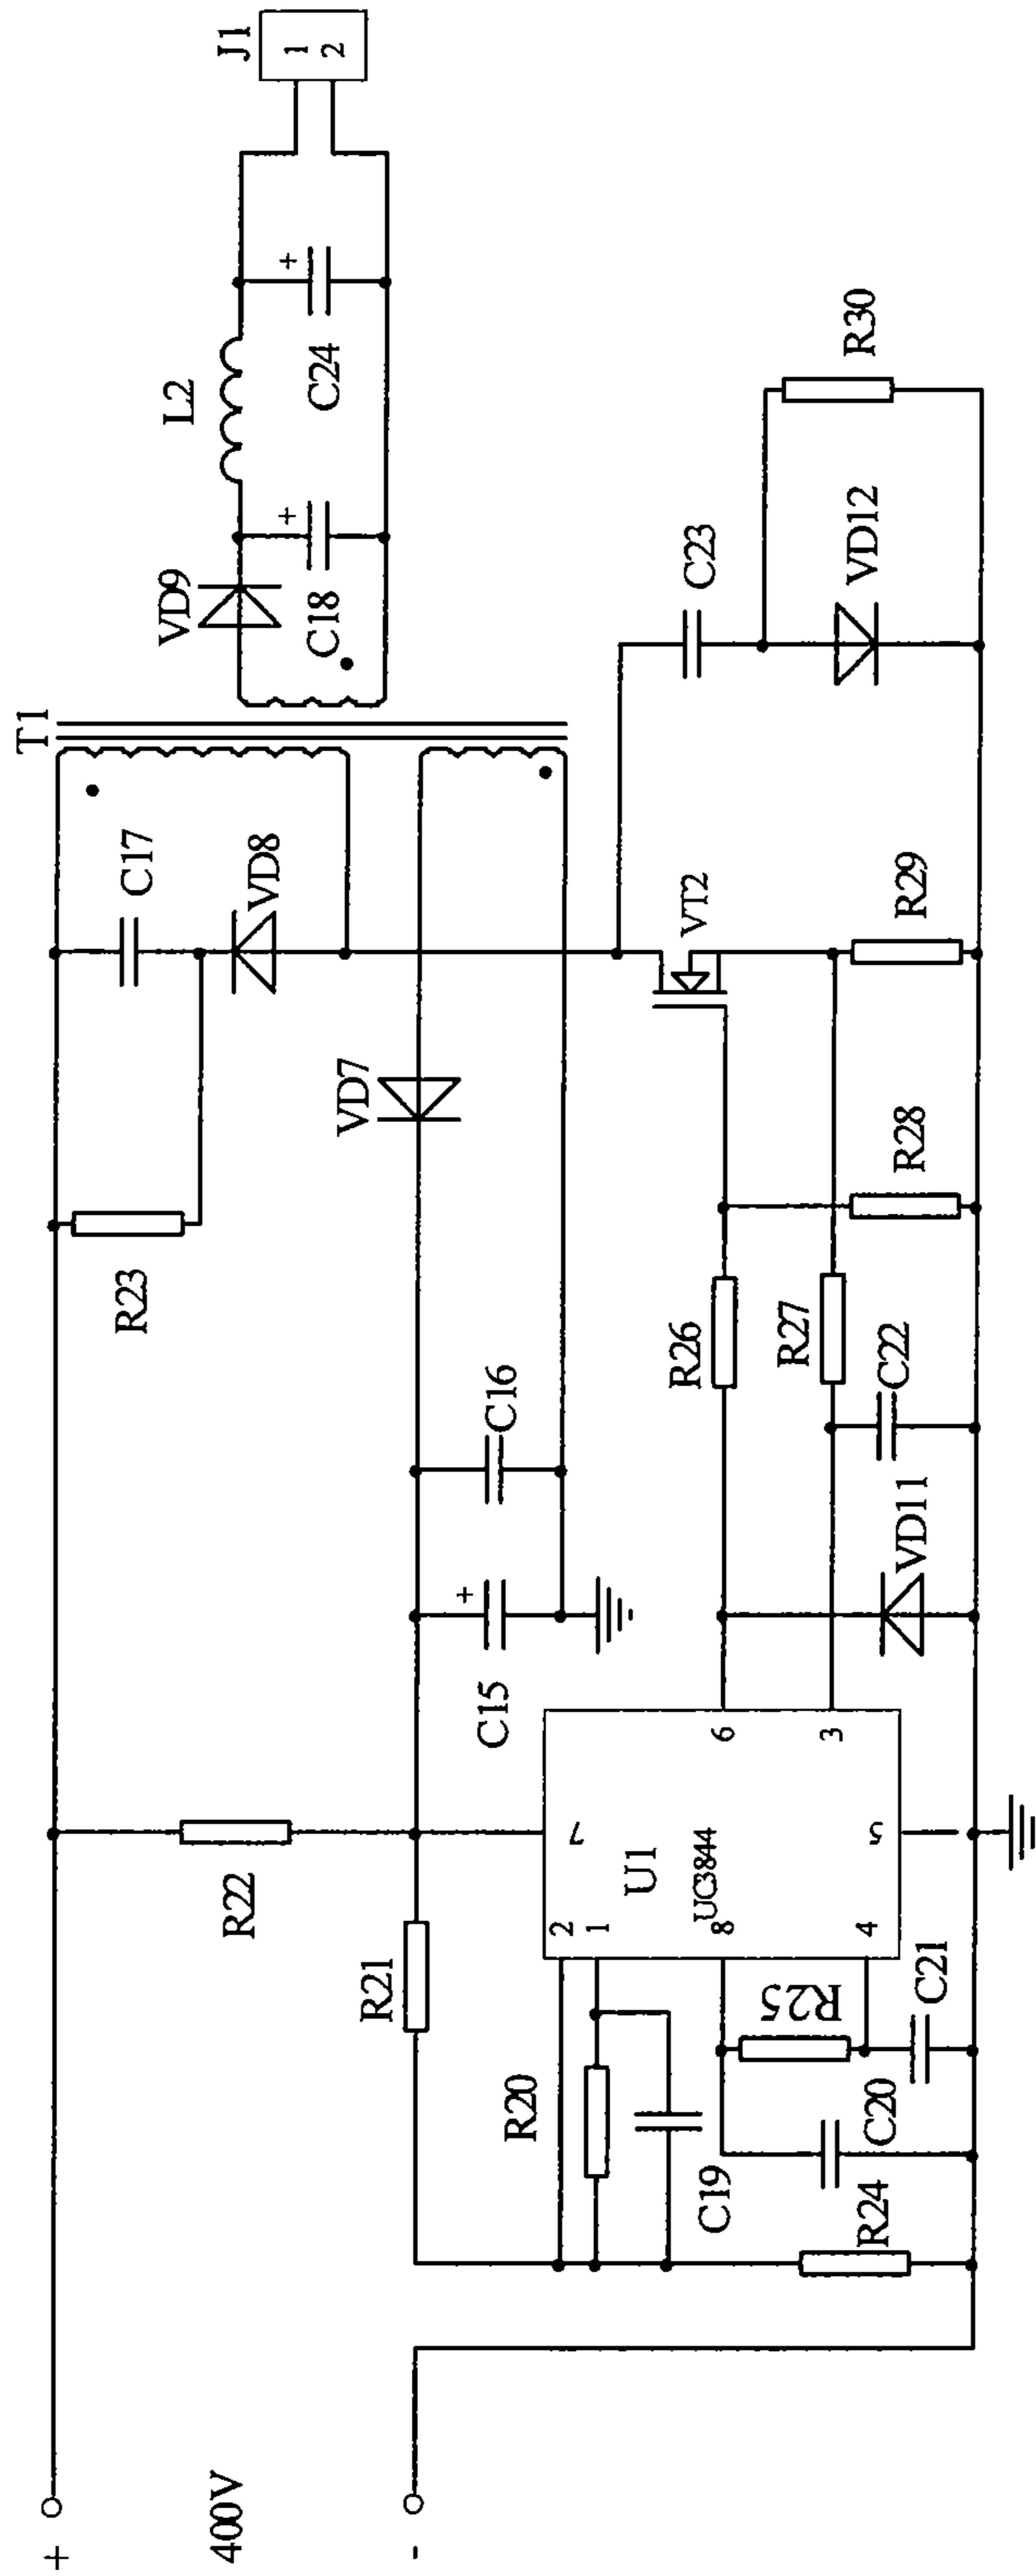 T1
J1
1
2
L2
VD9
C18
+
C24
+
C17
VD8
R23
VD7
C16
C15
+
R22
R21
C23
VD12
R30
VT2
R29
R28
R26
R27
C22
VD11
U1
UC3844
7
6
3
5
2
1
8
4
R20
C19
R25
C21
C20
R24
+
400V
-